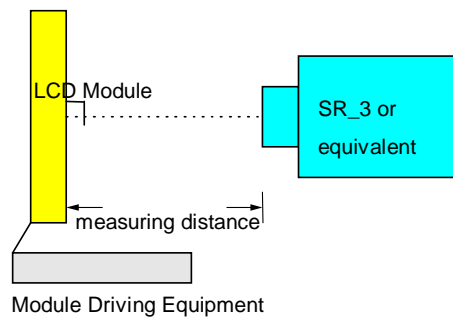 LCD Module
SR_3 or
equivalent
measuring distance
Module Driving Equipment